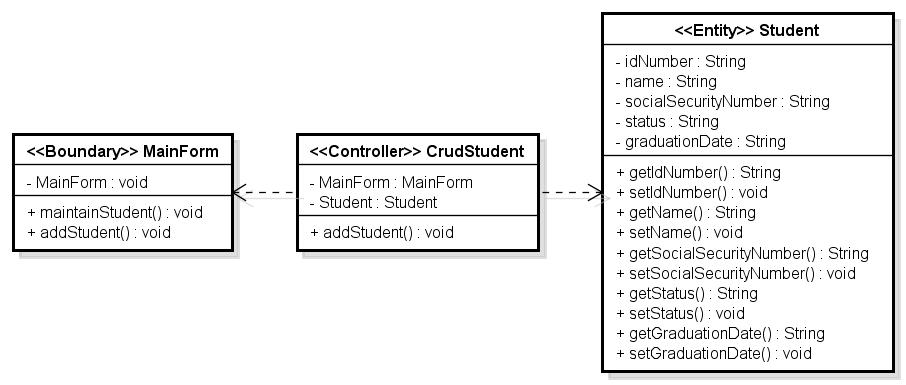 <<Boundary>> MainForm
- MainForm : void
+ maintainStudent() : void
+ addStudent() : void
<<Controller>> CrudStudent
- MainForm : MainForm
- Student : Student
+ addStudent() : void
<<Entity>> Student
- idNumber : String
- name : String
- socialSecurityNumber : String
- status : String
- graduationDate : String
+ getIdNumber() : String
+ setIdNumber() : void
+ getName() : String
+ setName() : void
+ getSocialSecurityNumber() : String
+ setSocialSecurityNumber() : void
+ getStatus() : String
+ setStatus() : void
+ getGraduationDate() : String
+ setGraduationDate() : void